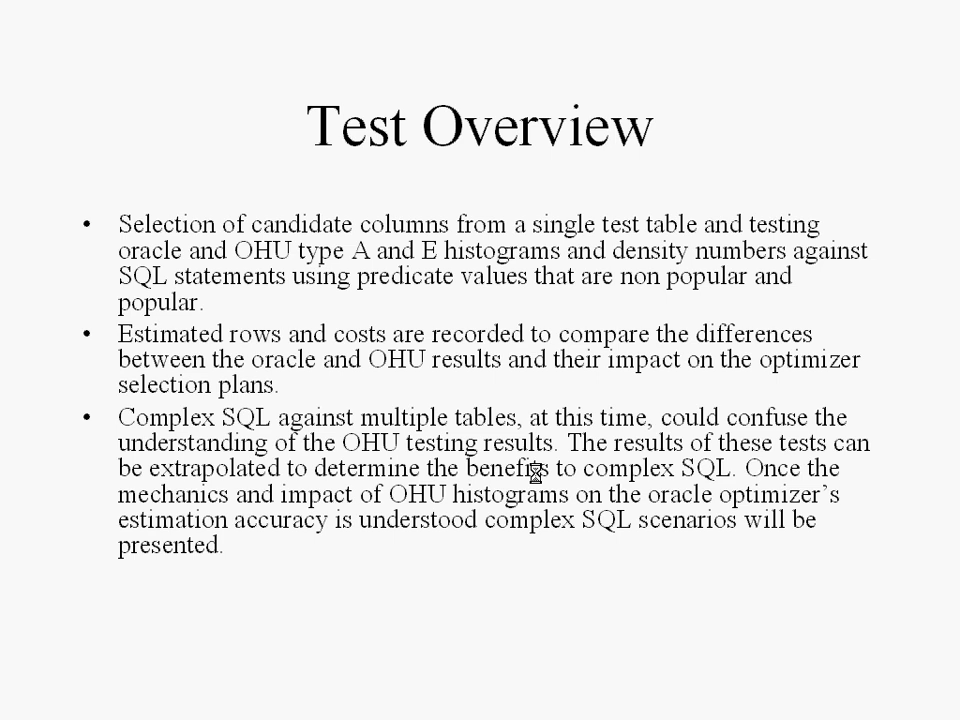 Test Overview
• Selection of candidate columns from a single test table and testing
oracle and OHU type A and E histograms and density numbers against
SQL statements using predicate values that are non popular and
popular.
• Estimated rows and costs are recorded to compare the differences
between the oracle and OHU results and their impact on the optimizer
selection plans.
• Complex SQL against multiple tables, at this time, could confuse the
understanding of the OHU testing results. The results of these tests can
be extrapolated to determine the benefits to complex SQL. Once the
mechanics and impact of OHU histograms on the oracle optimizer’s
estimation accuracy is understood complex SQL scenarios will be
presented.